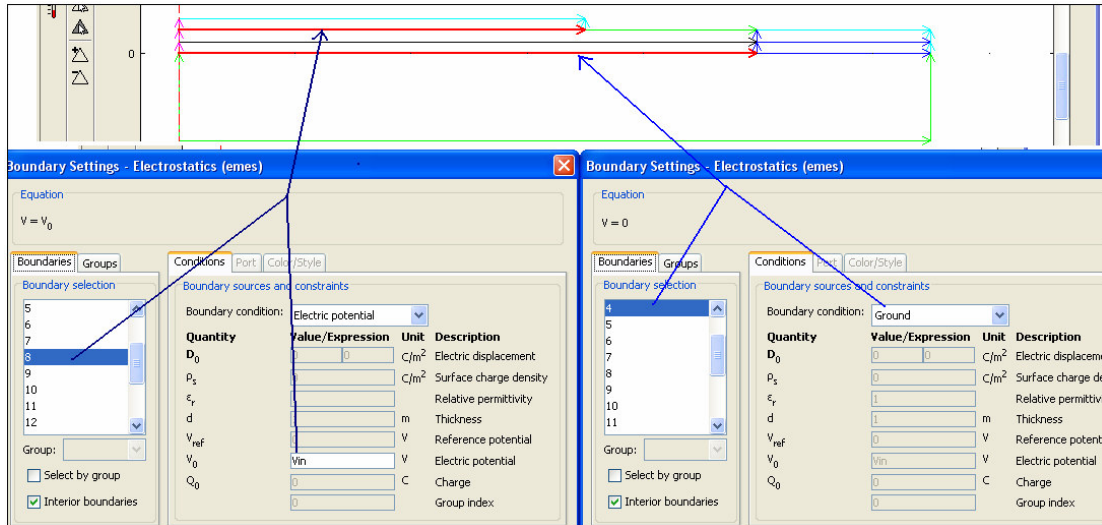 0
Boundary Settings - Electrostatics (emes)
Equation
V = V0
Boundaries Groups
Conditions Port Color/Style
Boundary selection
5
6
7
8
9
10
11
12
Group:
Select by group
Interior boundaries
Boundary sources and constraints
Boundary condition: Electric potential
Quantity Value/Expression Unit Description
D0 0 0 C/m² Electric displacement
ρs 0 C/m² Surface charge density
εr Relative permittivity
d m Thickness
Vref 0 V Reference potential
V0 Vin V Electric potential
Q0 0 C Charge
Group index
Boundary Settings - Electrostatics (emes)
Equation
V = 0
Boundaries Groups
Conditions Port Color/Style
Boundary selection
4
5
6
7
8
9
10
11
Group:
Select by group
Interior boundaries
Boundary sources and constraints
Boundary condition: Ground
Quantity Value/Expression Unit Description
D0 0 0 C/m² Electric displaceme
ρs 0 C/m² Surface charge de
εr 1 Relative permittivity
d 1 m Thickness
Vref 0 V Reference potent
V0 Vin V Electric potential
Q0 0 C Charge
0 Group index